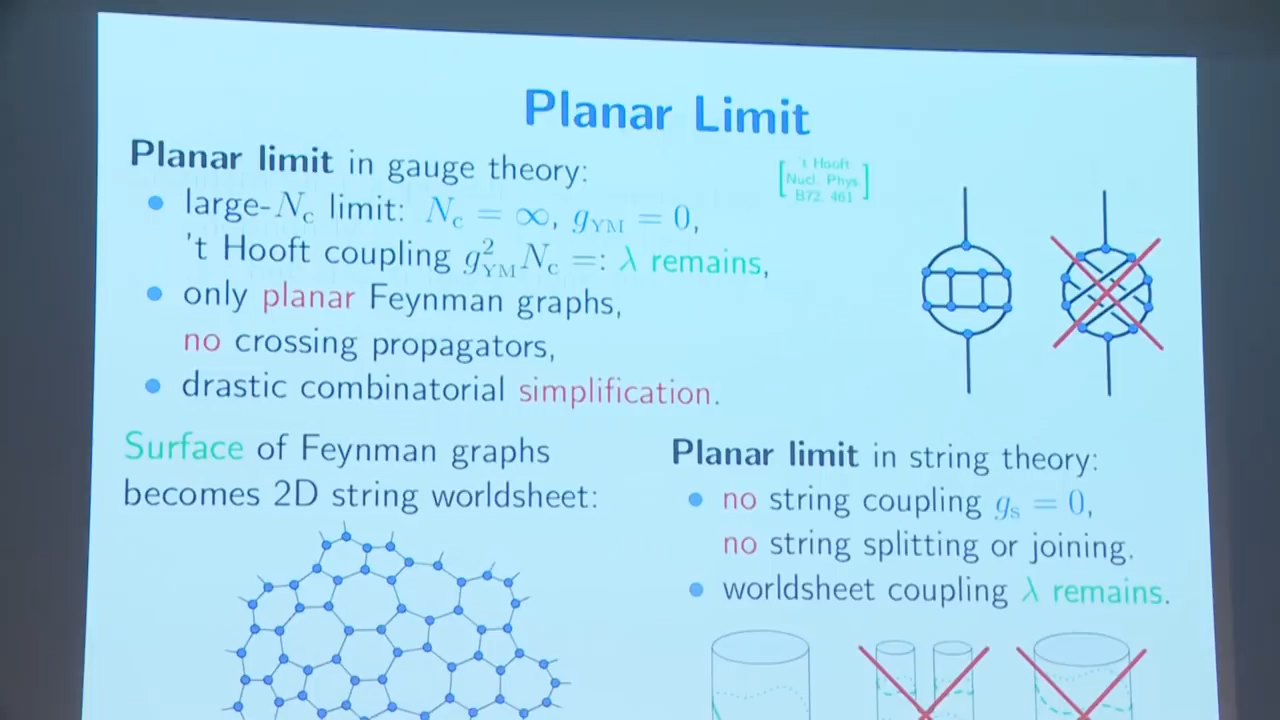 Planar Limit
Planar limit in gauge theory:
't Hooft
Nucl. Phys.
B72, 461
• large-N_c limit: N_c = ∞, g_YM = 0,
't Hooft coupling g²_YM N_c =: λ remains,
• only planar Feynman graphs,
no crossing propagators,
• drastic combinatorial simplification.
Surface of Feynman graphs
becomes 2D string worldsheet:
Planar limit in string theory:
• no string coupling g_s = 0,
no string splitting or joining.
• worldsheet coupling λ remains.